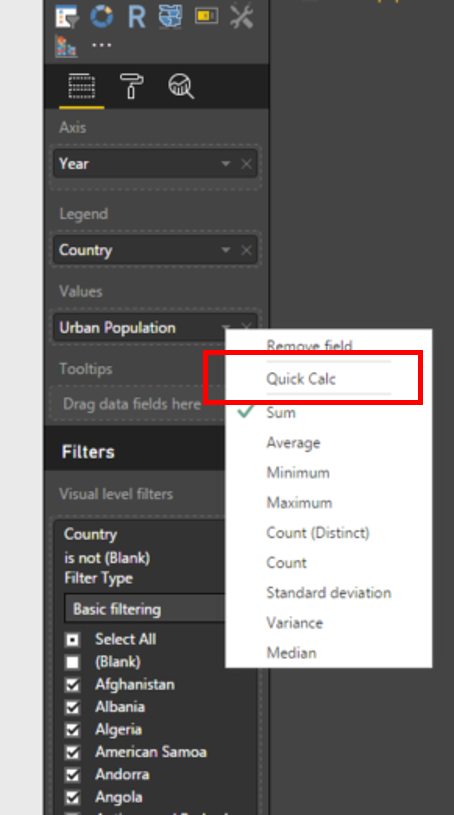 R
Axis
Year
Legend
Country
Values
Urban Population
Tooltips
Drag data fields here
Remove field
Quick Calc
Sum
Average
Minimum
Maximum
Count (Distinct)
Count
Standard deviation
Variance
Median
Filters
Visual level filters
Country
is not (Blank)
Filter Type
Basic filtering
Select All
(Blank)
Afghanistan
Albania
Algeria
American Samoa
Andorra
Angola